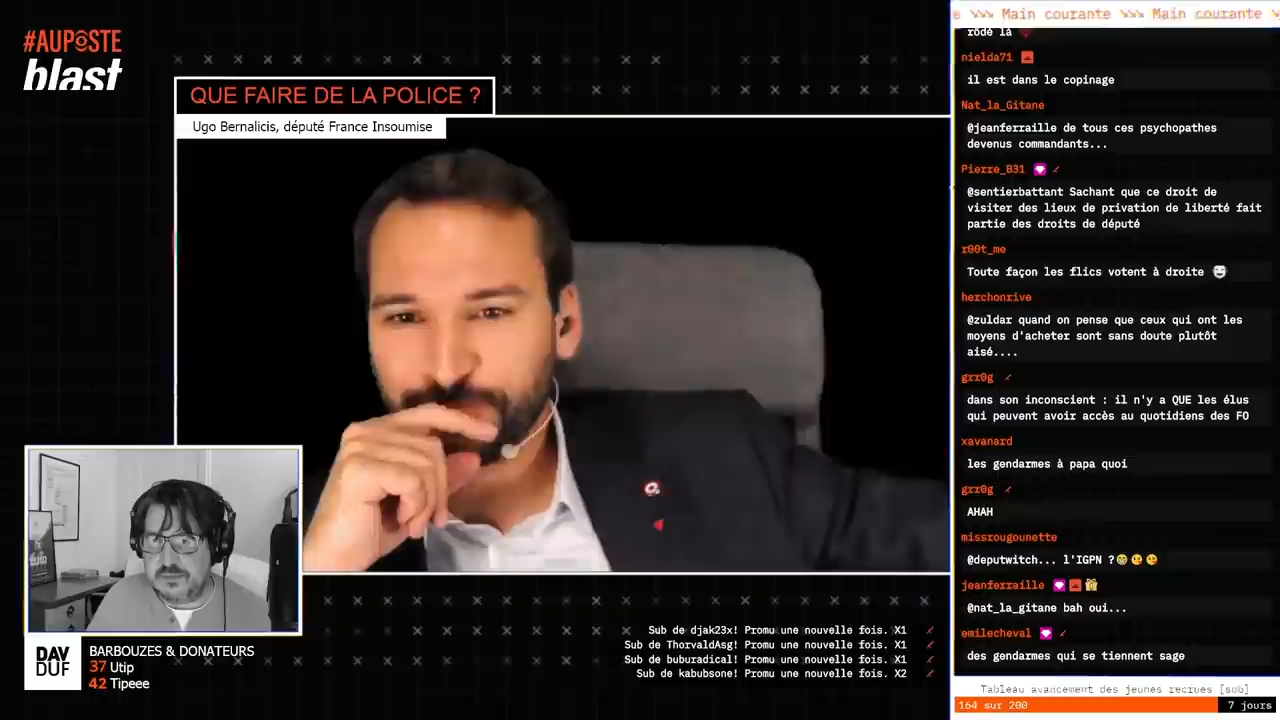 #AUPOSTE
blast
QUE FAIRE DE LA POLICE ?
Ugo Bernalicis, député France Insoumise
DAV
DUF
BARBOUZES & DONATEURS
37 Utip
42 Tipeee
Sub de djak23x! Promu une nouvelle fois. X1
Sub de ThorvaldAsg! Promu une nouvelle fois. X1
Sub de buburadical! Promu une nouvelle fois. X1
Sub de kabubsone! Promu une nouvelle fois. X2
Main courante Main courante
rôdé là
nielda71
il est dans le copinage
Nat_la_Gitane
@jeanferraille de tous ces psychopathes
devenus commandants...
Pierre_B31
@sentierbattant Sachant que ce droit de
visiter des lieux de privation de liberté fait
partie des droits de député
r00t_me
Toute façon les flics votent à droite
herchonrive
@zuldar quand on pense que ceux qui ont les
moyens d'acheter sont sans doute plutôt
aisé....
grr0g
dans son inconscient : il n'y a QUE les élus
qui peuvent avoir accès au quotidiens des FO
xavanard
les gendarmes à papa quoi
grr0g
AHAH
missrougounette
@deputwitch... l'IGPN ?
jeanferraille
@nat_la_gitane bah oui...
emilecheval
des gendarmes qui se tiennent sage
Tableau avancement des jeunes recrues [sub]
164 sur 200
7 jours